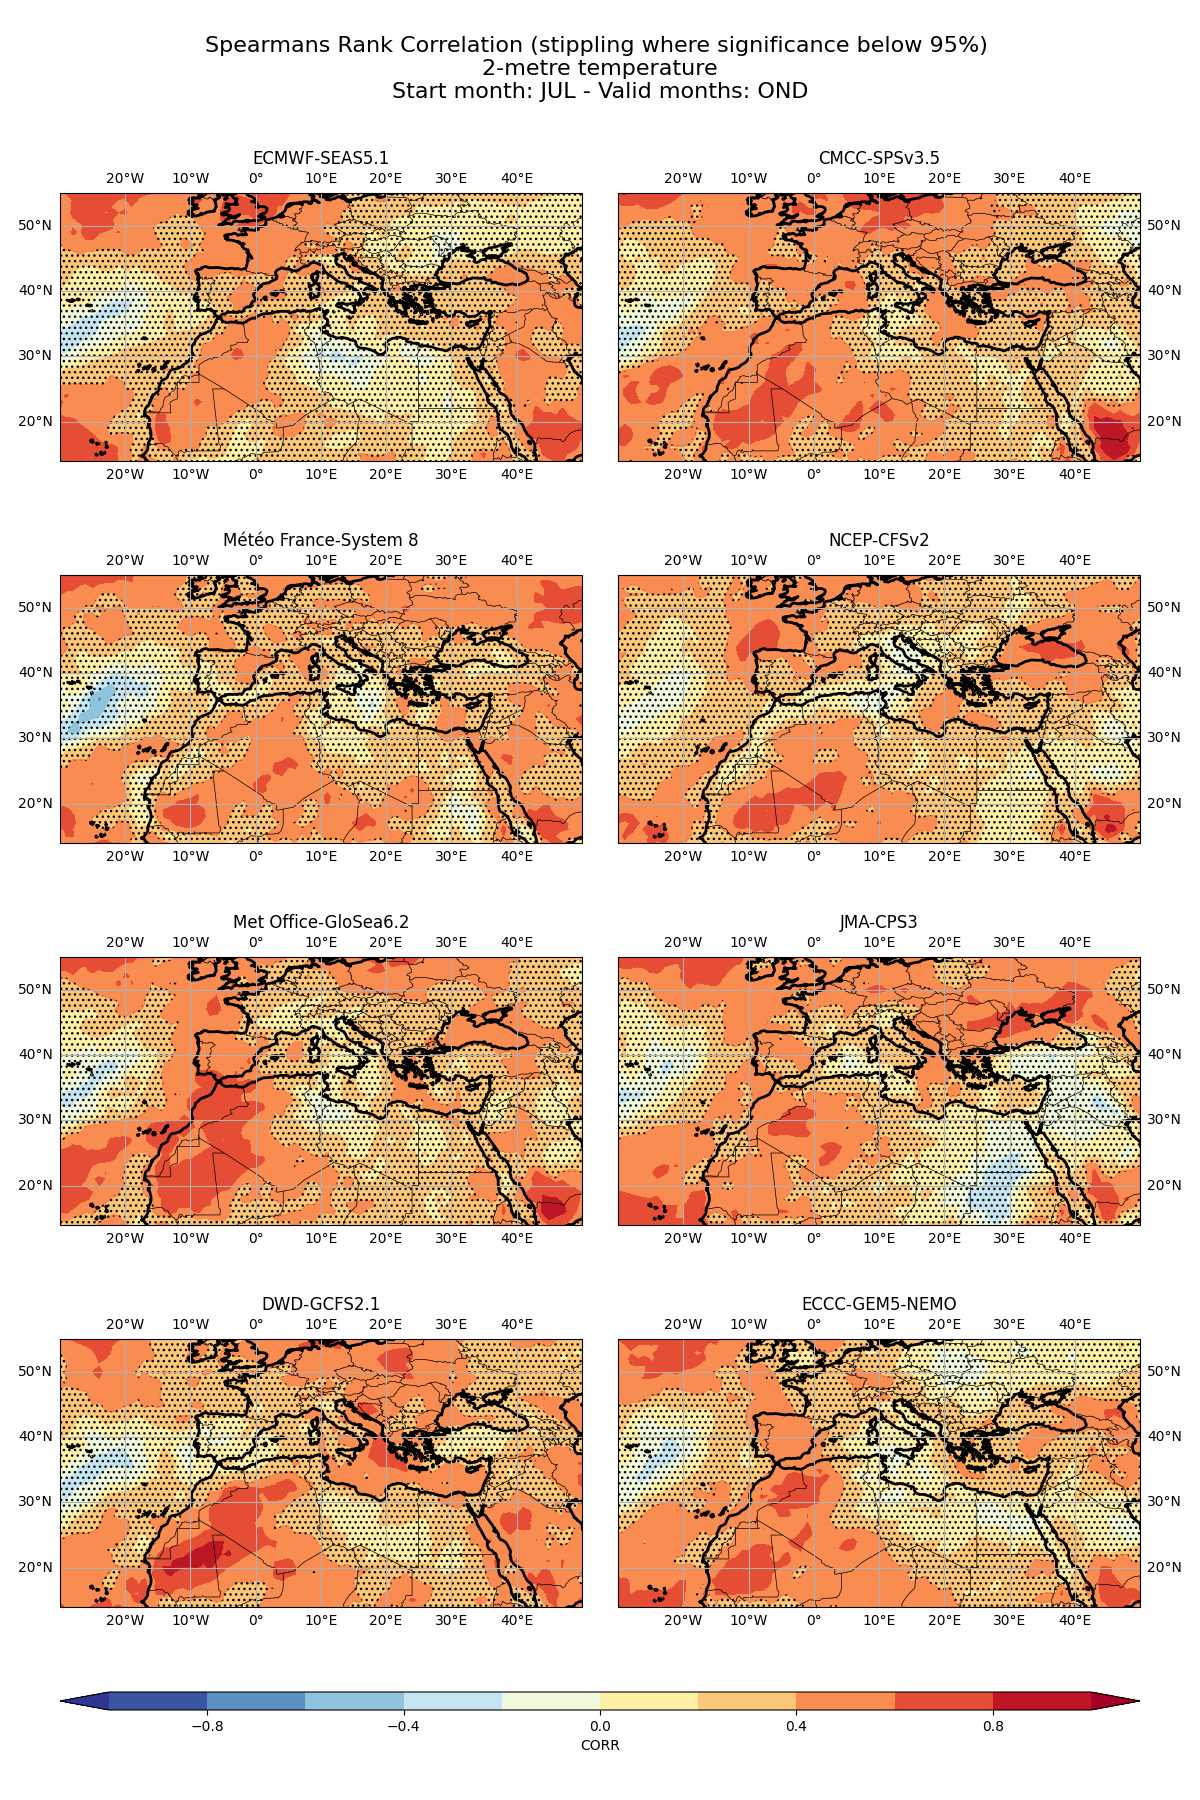 Spearmans Rank Correlation (stippling where significance below 95%)
2-metre temperature
Start month: JUL - Valid months: OND
ECMWF-SEAS5.1
20°W 10°W 0° 10°E 20°E 30°E 40°E
50°N
40°N
30°N
20°N
20°W 10°W 0° 10°E 20°E 30°E 40°E
CMCC-SPSv3.5
20°W 10°W 0° 10°E 20°E 30°E 40°E
50°N
40°N
30°N
20°N
20°W 10°W 0° 10°E 20°E 30°E 40°E
Météo France-System 8
20°W 10°W 0° 10°E 20°E 30°E 40°E
50°N
40°N
30°N
20°N
20°W 10°W 0° 10°E 20°E 30°E 40°E
NCEP-CFSv2
20°W 10°W 0° 10°E 20°E 30°E 40°E
50°N
40°N
30°N
20°N
20°W 10°W 0° 10°E 20°E 30°E 40°E
Met Office-GloSea6.2
20°W 10°W 0° 10°E 20°E 30°E 40°E
50°N
40°N
30°N
20°N
20°W 10°W 0° 10°E 20°E 30°E 40°E
JMA-CPS3
20°W 10°W 0° 10°E 20°E 30°E 40°E
50°N
40°N
30°N
20°N
20°W 10°W 0° 10°E 20°E 30°E 40°E
DWD-GCFS2.1
20°W 10°W 0° 10°E 20°E 30°E 40°E
50°N
40°N
30°N
20°N
20°W 10°W 0° 10°E 20°E 30°E 40°E
ECCC-GEM5-NEMO
20°W 10°W 0° 10°E 20°E 30°E 40°E
50°N
40°N
30°N
20°N
20°W 10°W 0° 10°E 20°E 30°E 40°E
−0.8 −0.4 0.0 0.4 0.8
CORR